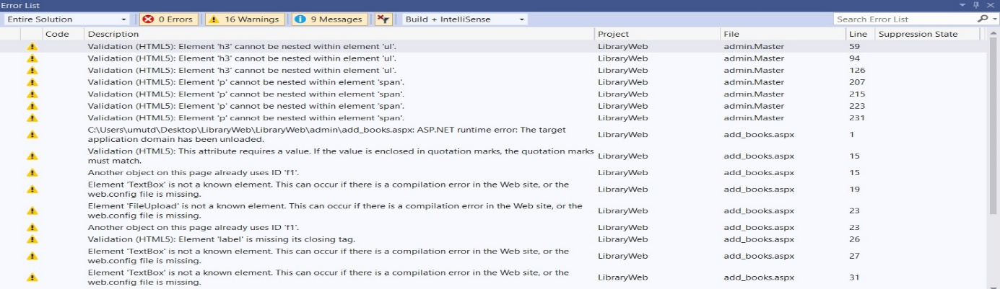 Error List
Entire Solution 0 Errors 16 Warnings 9 Messages Build + IntelliSense Search Error List
Code Description Project File Line Suppression State
Validation (HTML5): Element 'h3' cannot be nested within element 'ul'. LibraryWeb admin.Master 59
Validation (HTML5): Element 'h3' cannot be nested within element 'ul'. LibraryWeb admin.Master 94
Validation (HTML5): Element 'h3' cannot be nested within element 'ul'. LibraryWeb admin.Master 126
Validation (HTML5): Element 'p' cannot be nested within element 'span'. LibraryWeb admin.Master 207
Validation (HTML5): Element 'p' cannot be nested within element 'span'. LibraryWeb admin.Master 215
Validation (HTML5): Element 'p' cannot be nested within element 'span'. LibraryWeb admin.Master 223
Validation (HTML5): Element 'p' cannot be nested within element 'span'. LibraryWeb admin.Master 231
C:\Users\umutd\Desktop\LibraryWeb\LibraryWeb\admin\add_books.aspx: ASP.NET runtime error: The target
application domain has been unloaded. LibraryWeb add_books.aspx 1
Validation (HTML5): This attribute requires a value. If the value is enclosed in quotation marks, the quotation marks
must match. LibraryWeb add_books.aspx 15
Another object on this page already uses ID 'f1'. LibraryWeb add_books.aspx 15
Element 'TextBox' is not a known element. This can occur if there is a compilation error in the Web site, or the
web.config file is missing. LibraryWeb add_books.aspx 19
Element 'FileUpload' is not a known element. This can occur if there is a compilation error in the Web site, or the
web.config file is missing. LibraryWeb add_books.aspx 23
Another object on this page already uses ID 'f1'. LibraryWeb add_books.aspx 23
Validation (HTML5): Element 'label' is missing its closing tag. LibraryWeb add_books.aspx 26
Element 'TextBox' is not a known element. This can occur if there is a compilation error in the Web site, or the
web.config file is missing. LibraryWeb add_books.aspx 27
Element 'TextBox' is not a known element. This can occur if there is a compilation error in the Web site, or the
web.config file is missing. LibraryWeb add_books.aspx 31